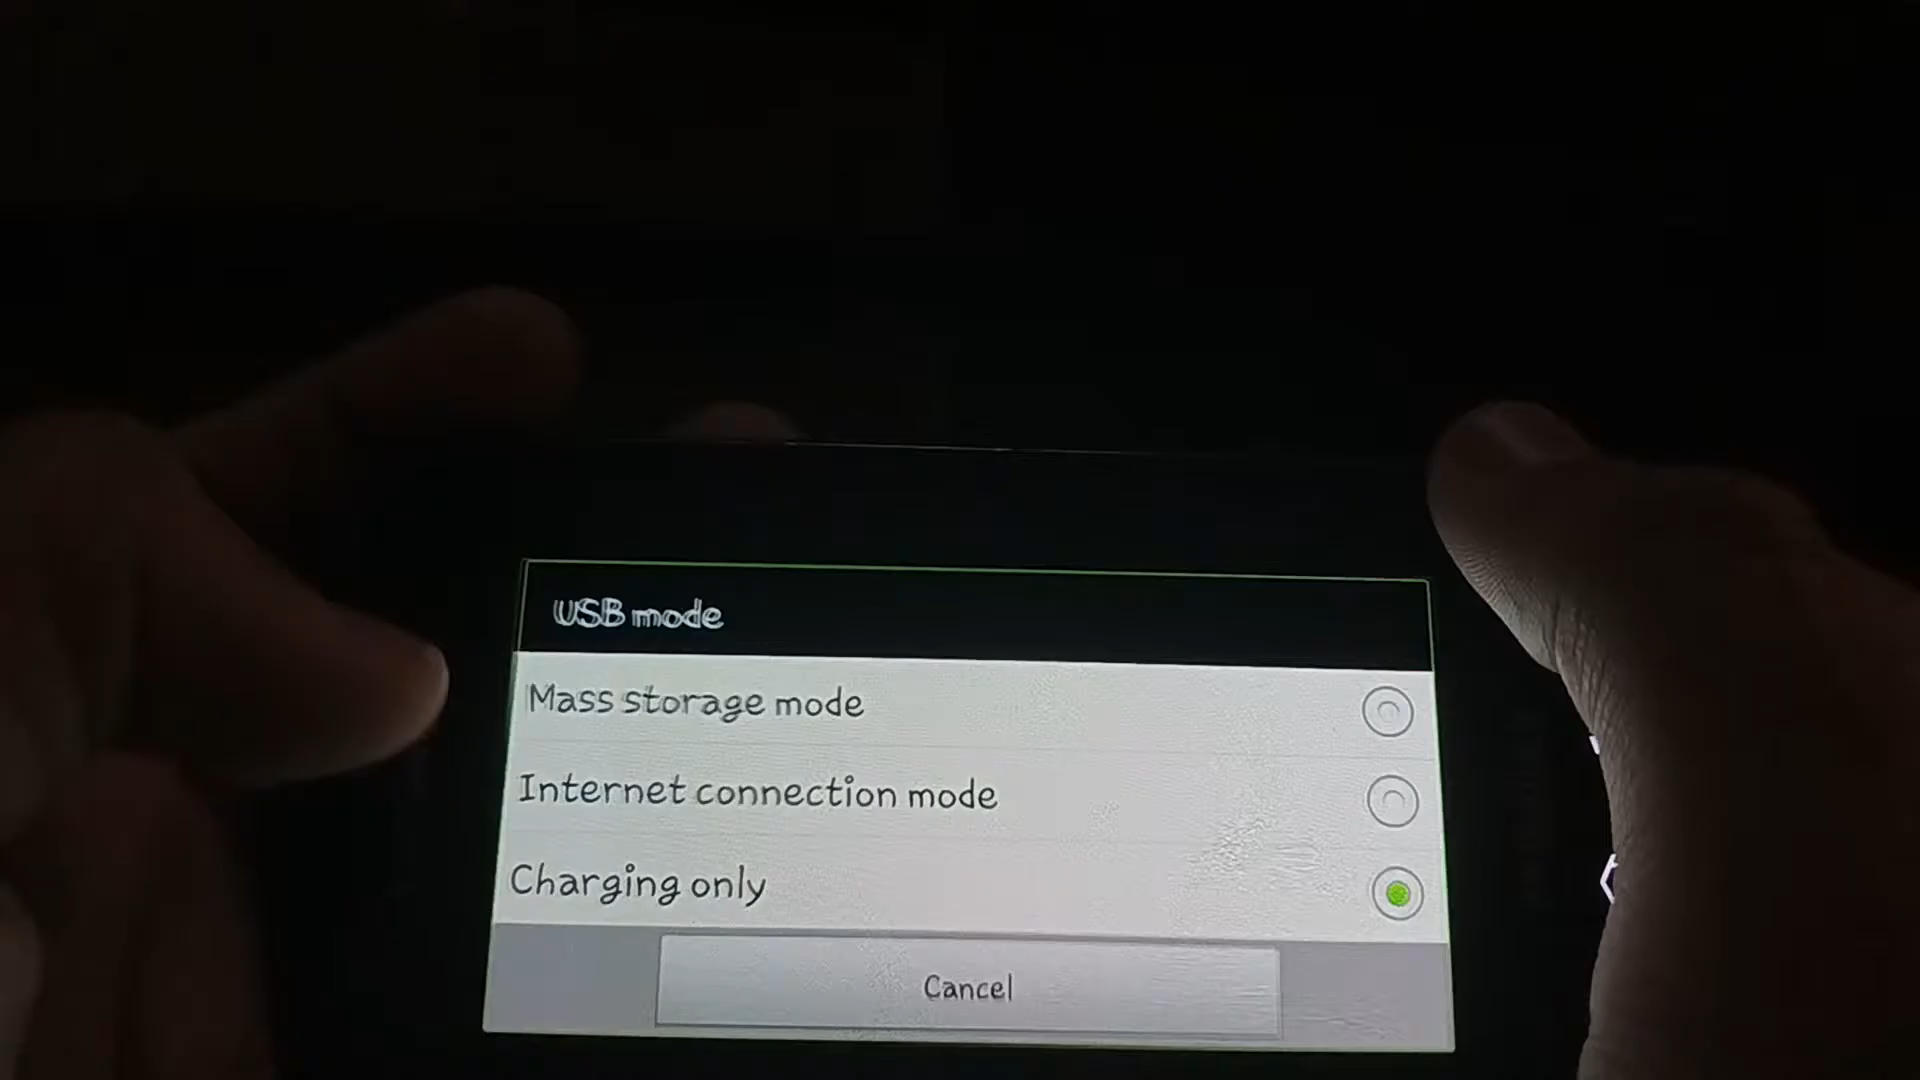 USB mode
Mass storage mode
Internet connection mode
Charging only
Cancel